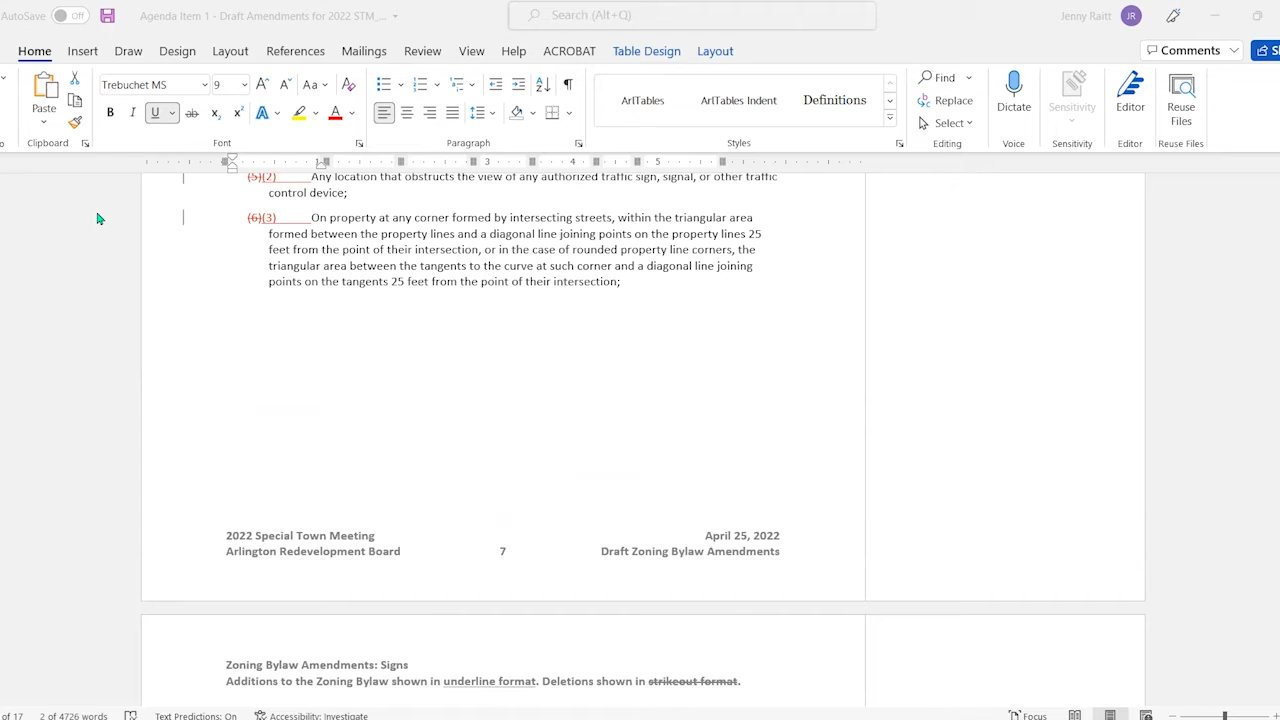 AutoSave Off Agenda Item 1 - Draft Amendments for 2022 STM_... Search (Alt+Q) Jenny Raitt JR
Home Insert Draw Design Layout References Mailings Review View Help ACROBAT Table Design Layout Comments
Trebuchet MS 9 Aa ArlTables ArlTables Indent Definitions Find Replace Select
Paste B I U ab x₂ x² A A Dictate Sensitivity Editor Reuse Files
Clipboard Font Paragraph Styles Editing Voice Sensitivity Editor Reuse Files
1 3 4 5
(5)(2) Any location that obstructs the view of any authorized traffic sign, signal, or other traffic
control device;
(6)(3) On property at any corner formed by intersecting streets, within the triangular area
formed between the property lines and a diagonal line joining points on the property lines 25
feet from the point of their intersection, or in the case of rounded property line corners, the
triangular area between the tangents to the curve at such corner and a diagonal line joining
points on the tangents 25 feet from the point of their intersection;
2022 Special Town Meeting April 25, 2022
Arlington Redevelopment Board 7 Draft Zoning Bylaw Amendments
Zoning Bylaw Amendments: Signs
Additions to the Zoning Bylaw shown in underline format. Deletions shown in strikeout format.
of 17 2 of 4726 words Text Predictions: On Accessibility: Investigate Focus